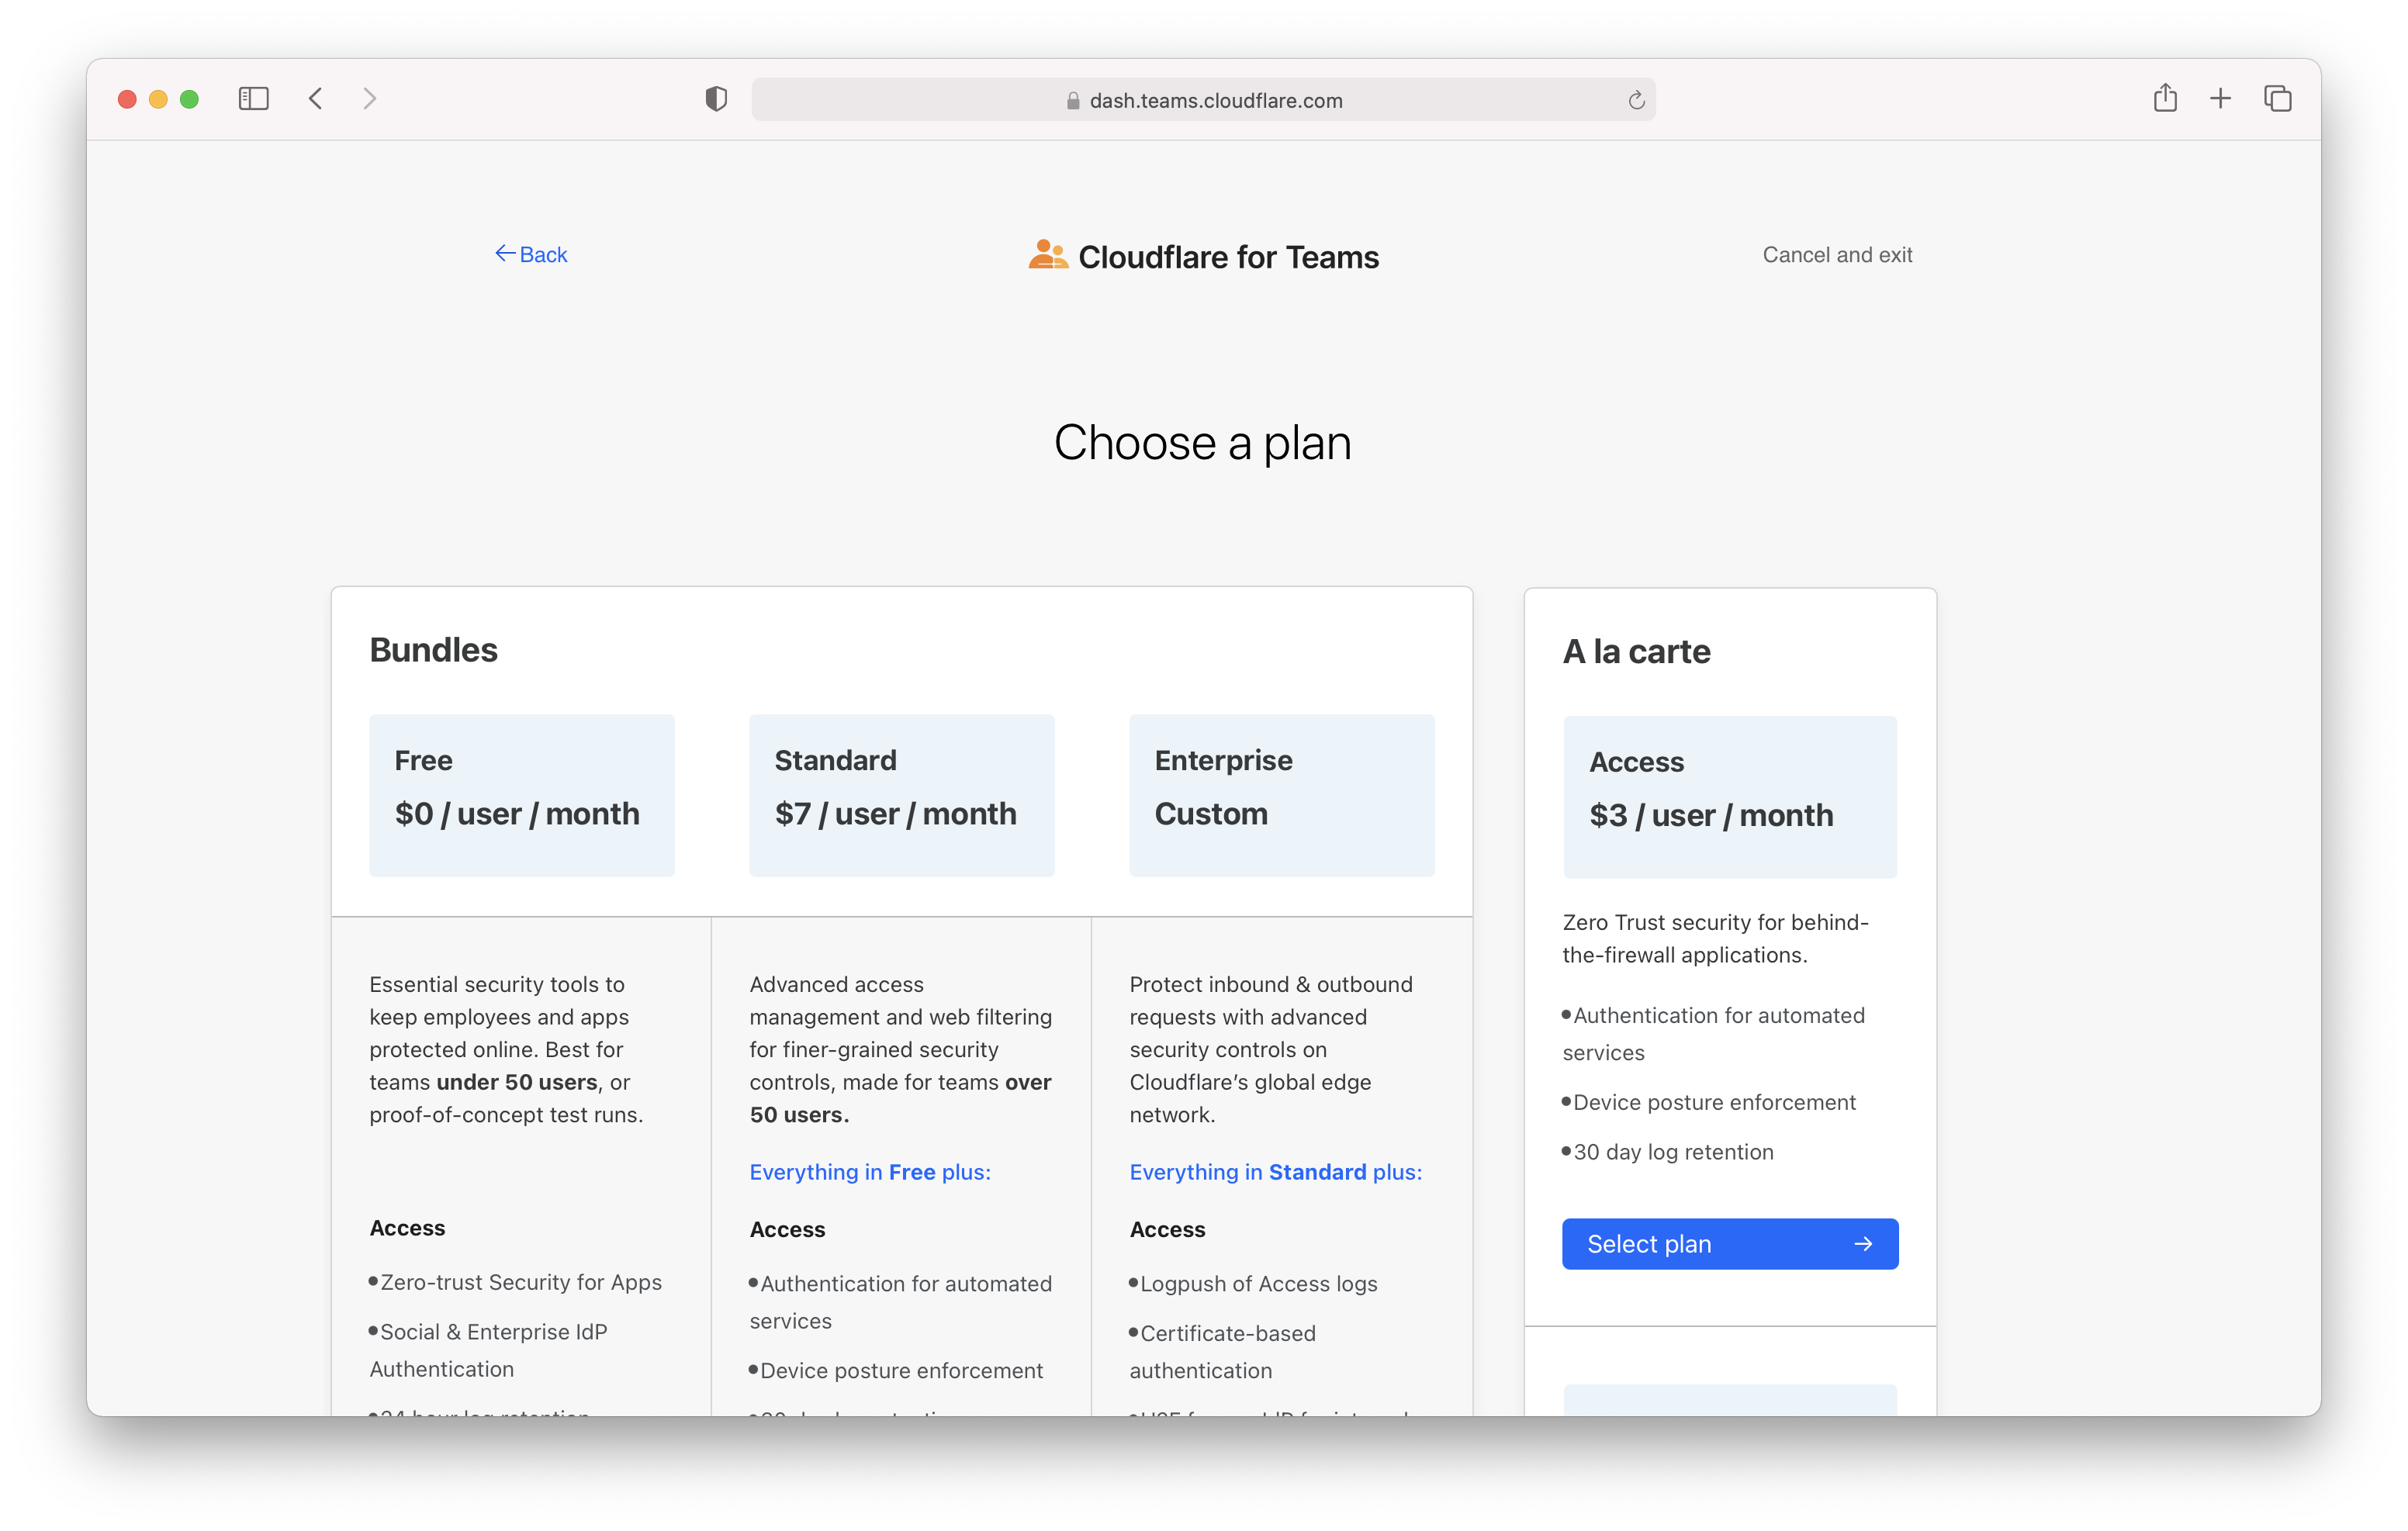 dash.teams.cloudflare.com
Back
Cloudflare for Teams
Cancel and exit
Choose a plan
Bundles
Free
$0 / user / month
Standard
$7 / user / month
Enterprise
Custom
Essential security tools to
keep employees and apps
protected online. Best for
teams under 50 users, or
proof-of-concept test runs.
Access
•Zero-trust Security for Apps
•Social & Enterprise IdP
Authentication
Advanced access
management and web filtering
for finer-grained security
controls, made for teams over
50 users.
Everything in Free plus:
Access
•Authentication for automated
services
•Device posture enforcement
Protect inbound & outbound
requests with advanced
security controls on
Cloudflare’s global edge
network.
Everything in Standard plus:
Access
•Logpush of Access logs
•Certificate-based
authentication
A la carte
Access
$3 / user / month
Zero Trust security for behind-
the-firewall applications.
•Authentication for automated
services
•Device posture enforcement
•30 day log retention
Select plan